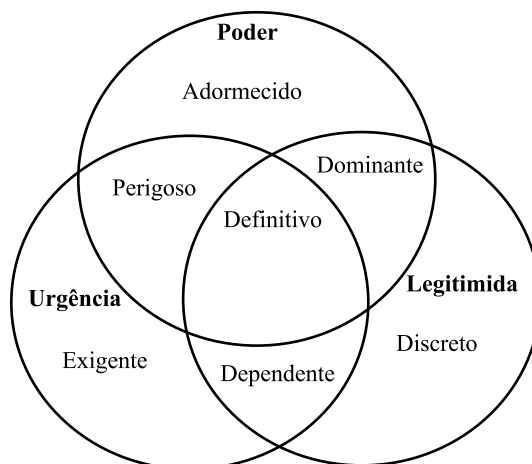 Poder
Adormecido
Dominante
Perigoso
Definitivo
Legitimida
Urgência
Discreto
Exigente
Dependente